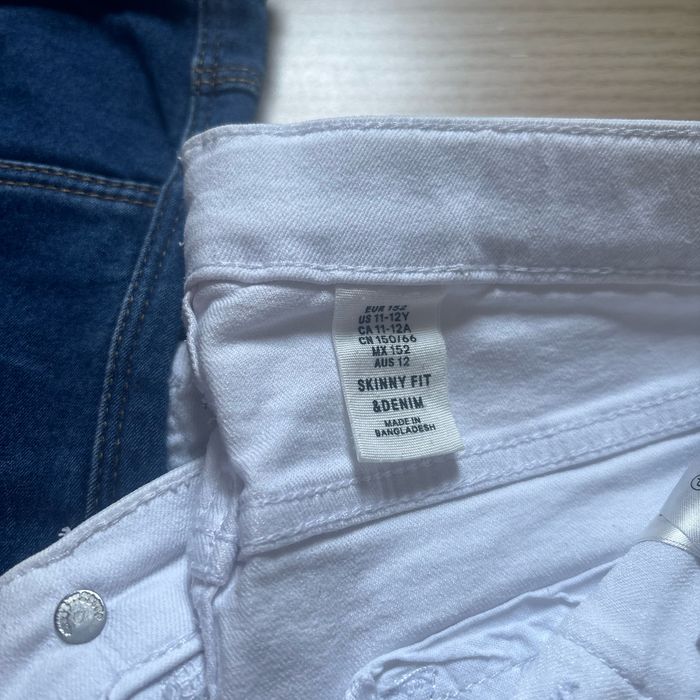 EUR 152
US 11-12Y
CA 11-12A
CN 150/66
MX 152
AUS 12
SKINNY FIT
&DENIM
MADE IN
BANGLADESH